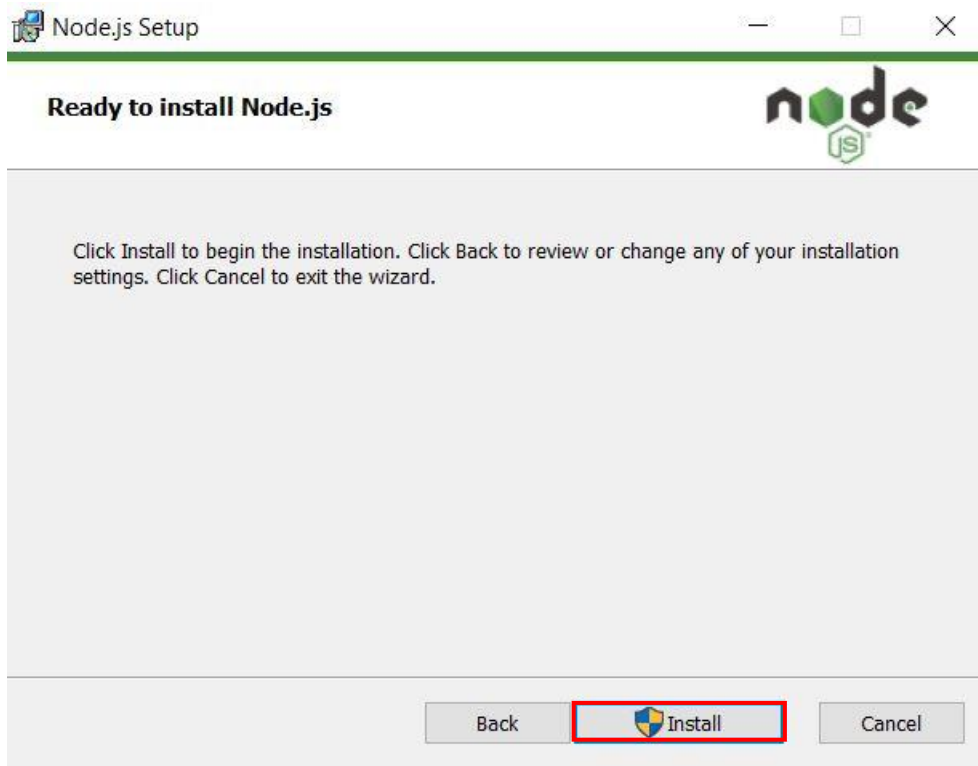 Node.js Setup
Ready to install Node.js
node
JS
Click Install to begin the installation. Click Back to review or change any of your installation
settings. Click Cancel to exit the wizard.
Back
Install
Cancel